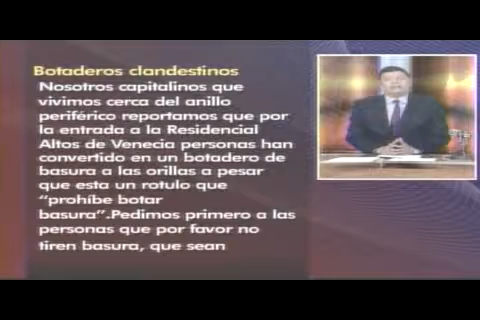 Botaderos clandestinos
Nosotros capitalinos que
vivimos cerca del anillo
periférico reportamos que por
la entrada a la Residencial
Altos de Venecia personas han
convertido en un botadero de
basura a las orillas a pesar
que esta un rotulo que
“prohíbe botar
basura”.Pedimos primero a las
personas que por favor no
tiren basura, que sean